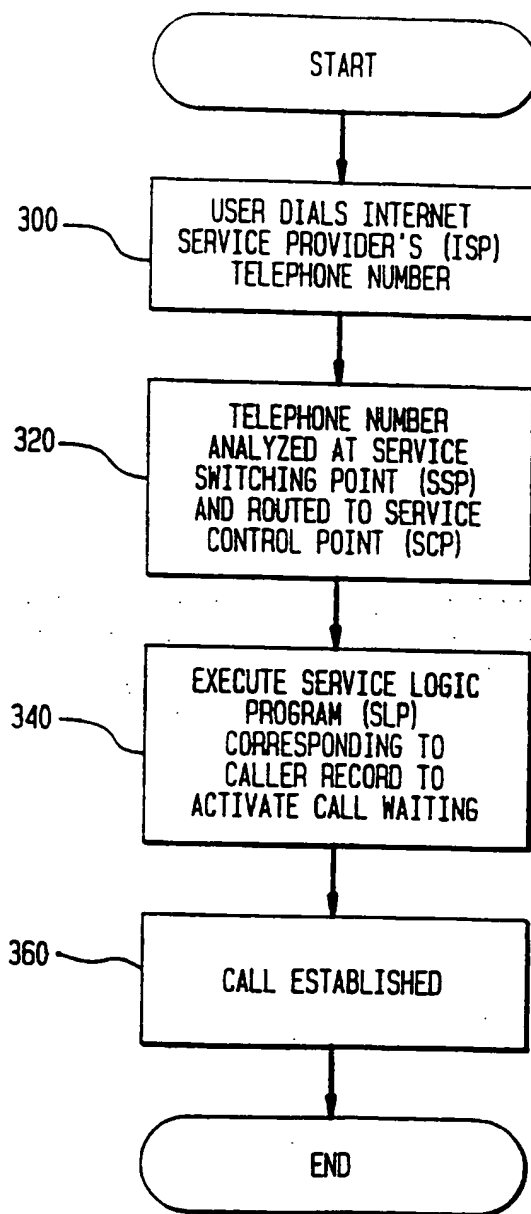 START
300
USER DIALS INTERNET
SERVICE PROVIDER'S (ISP)
TELEPHONE NUMBER
320
TELEPHONE NUMBER
ANALYZED AT SERVICE
SWITCHING POINT (SSP)
AND ROUTED TO SERVICE
CONTROL POINT (SCP)
340
EXECUTE SERVICE LOGIC
PROGRAM (SLP)
CORRESPONDING TO
CALLER RECORD TO
ACTIVATE CALL WAITING
360
CALL ESTABLISHED
END